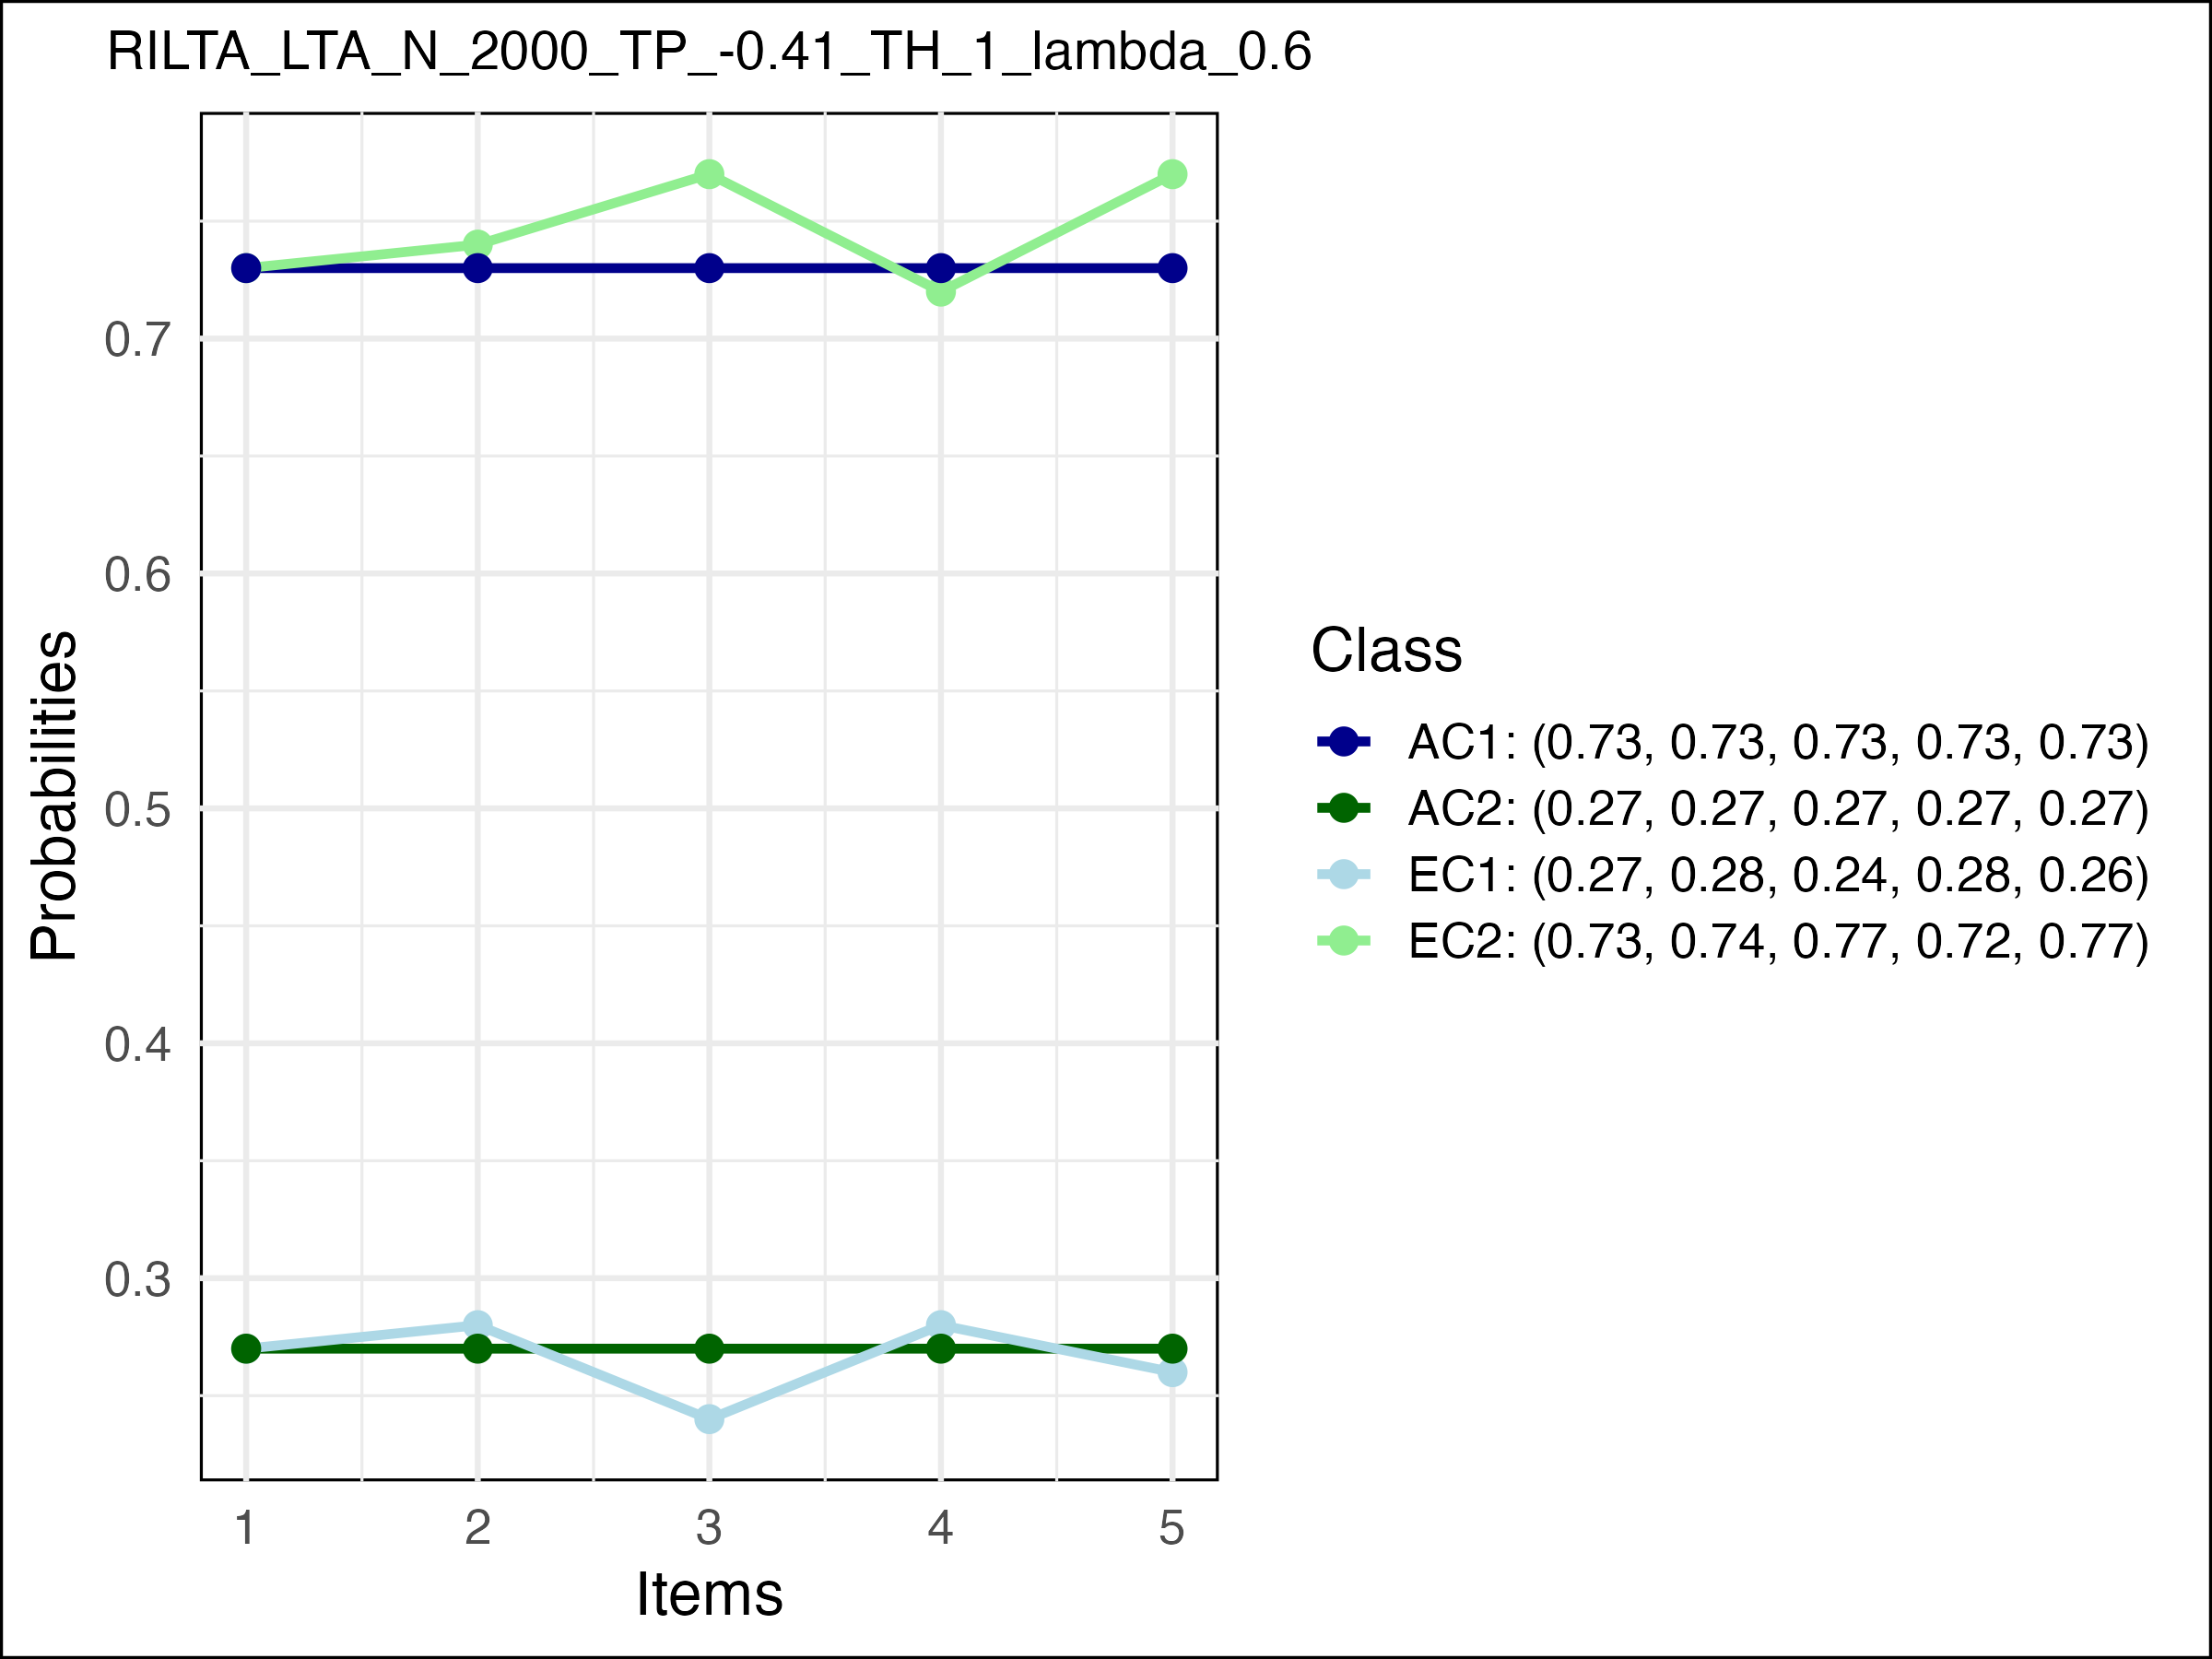 RILTA_LTA_N_2000_TP_-0.41_TH_1_lambda_0.6
Probabilities
0.7
0.6
0.5
0.4
0.3
1 2 3 4 5
Items
Class
AC1: (0.73, 0.73, 0.73, 0.73, 0.73)
AC2: (0.27, 0.27, 0.27, 0.27, 0.27)
EC1: (0.27, 0.28, 0.24, 0.28, 0.26)
EC2: (0.73, 0.74, 0.77, 0.72, 0.77)